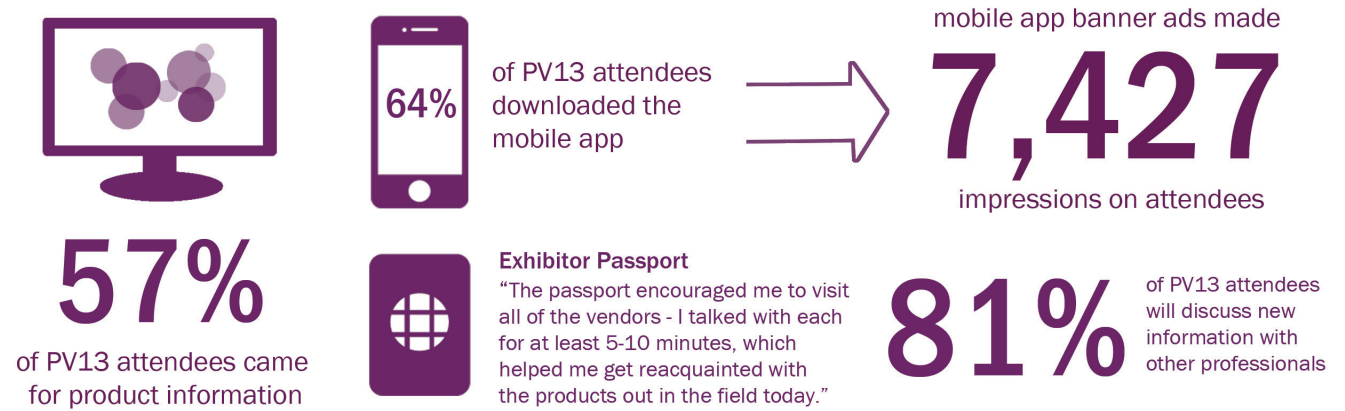 57%
of PV13 attendees came
for product information
64%
of PV13 attendees
downloaded the
mobile app
mobile app banner ads made
7,427
impressions on attendees
Exhibitor Passport
“The passport encouraged me to visit
all of the vendors - I talked with each
for at least 5-10 minutes, which
helped me get reacquainted with
the products out in the field today.”
81%
of PV13 attendees
will discuss new
information with
other professionals